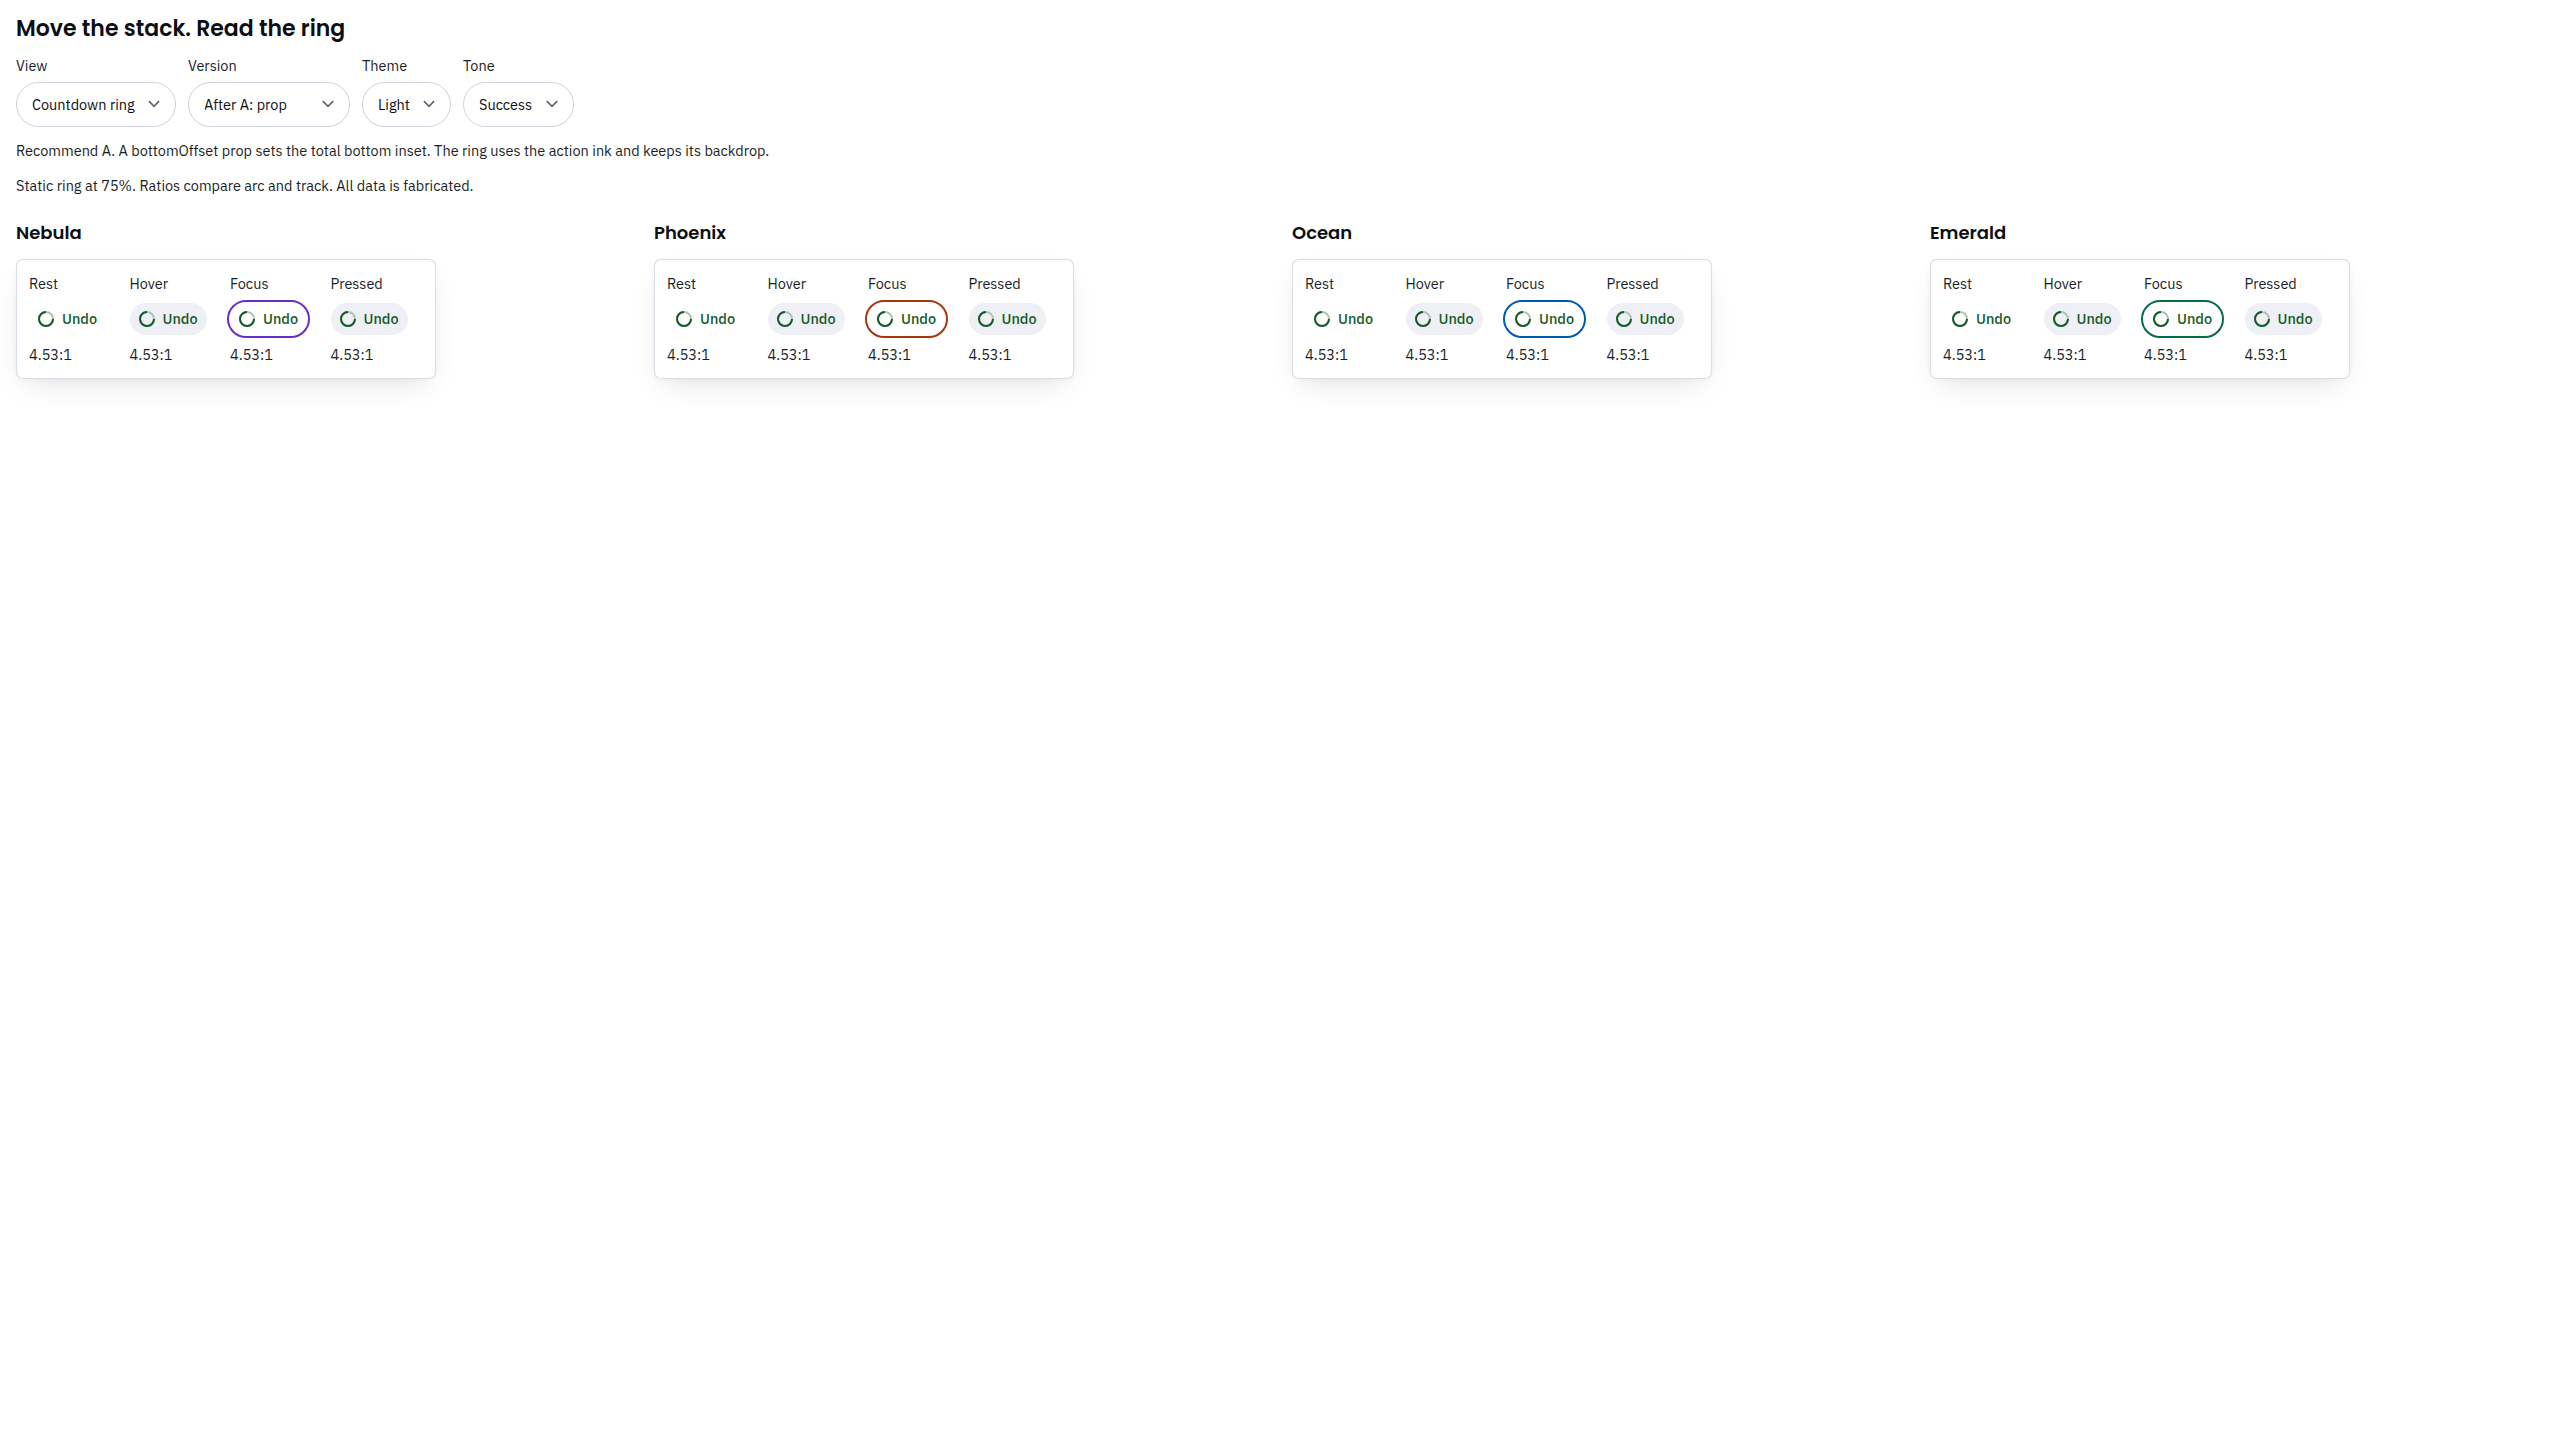 Move the stack. Read the ring
View Version Theme Tone
Countdown ring After A: prop Light Success
Recommend A. A bottomOffset prop sets the total bottom inset. The ring uses the action ink and keeps its backdrop.
Static ring at 75%. Ratios compare arc and track. All data is fabricated.
Nebula
Rest Hover Focus Pressed
Undo Undo Undo Undo
4.53:1 4.53:1 4.53:1 4.53:1
Phoenix
Rest Hover Focus Pressed
Undo Undo Undo Undo
4.53:1 4.53:1 4.53:1 4.53:1
Ocean
Rest Hover Focus Pressed
Undo Undo Undo Undo
4.53:1 4.53:1 4.53:1 4.53:1
Emerald
Rest Hover Focus Pressed
Undo Undo Undo Undo
4.53:1 4.53:1 4.53:1 4.53:1